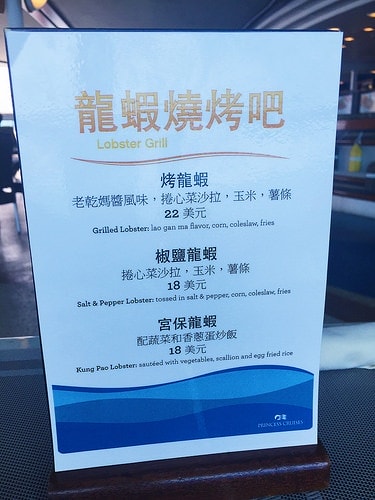 龍蝦燒烤吧
Lobster Grill
烤龍蝦
老乾媽醬風味，捲心菜沙拉，玉米，薯條
22 美元
Grilled Lobster: lao gan ma flavor, corn, coleslaw, fries
椒鹽龍蝦
捲心菜沙拉，玉米，薯條
18 美元
Salt & Pepper Lobster: tossed in salt & pepper, corn, coleslaw, fries
宮保龍蝦
配蔬菜和香蔥蛋炒飯
18 美元
Kung Pao Lobster: sautéed with vegetables, scallion and egg fried rice
PRINCESS CRUISES